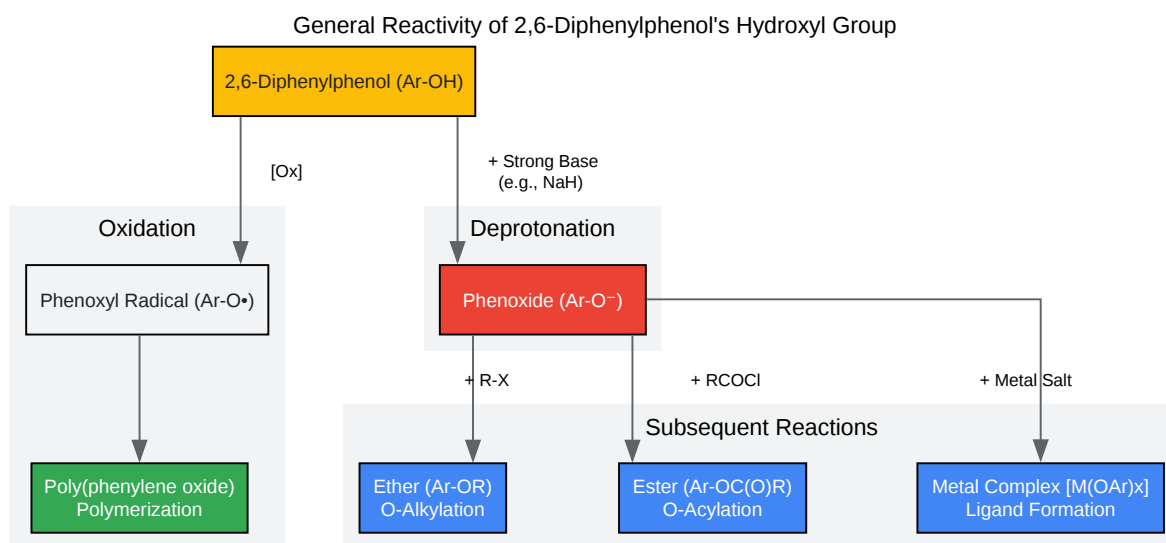 General Reactivity of 2,6-Diphenylphenol's Hydroxyl Group
2,6-Diphenylphenol (Ar-OH)
[Ox]
+ Strong Base
(e.g., NaH)
Oxidation
Deprotonation
Phenoxyl Radical (Ar-O•)
Phenoxide (Ar-O⁻)
+ R-X
+ RCOCl
+ Metal Salt
Subsequent Reactions
Poly(phenylene oxide)
Polymerization
Ether (Ar-OR)
O-Alkylation
Ester (Ar-OC(O)R)
O-Acylation
Metal Complex [M(OAr)x]
Ligand Formation